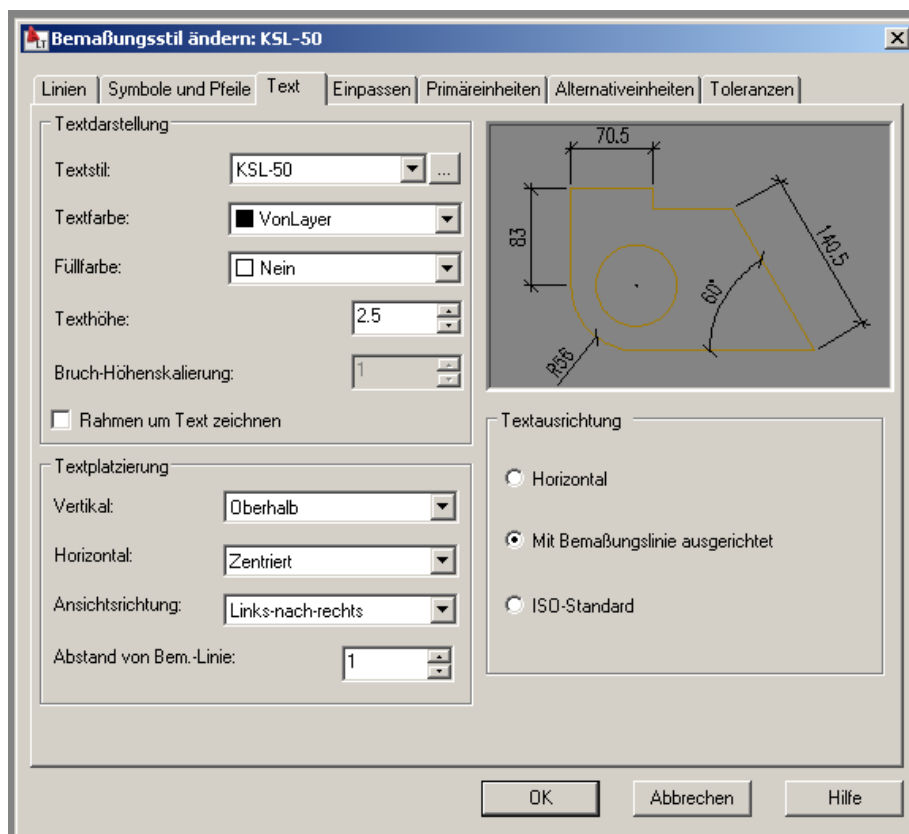 LT Bemaßungsstil ändern: KSL-50
Linien Symbole und Pfeile Text Einpassen Primäreinheiten Alternativeinheiten Toleranzen
Textdarstellung
Textstil: KSL-50 ...
Textfarbe: VonLayer
Füllfarbe: Nein
Texthöhe: 2.5
Bruch-Höhenskalierung: 1
Rahmen um Text zeichnen
Textplatzierung
Vertikal: Oberhalb
Horizontal: Zentriert
Ansichtsrichtung: Links-nach-rechts
Abstand von Bem.-Linie: 1
70.5
83
140.5
60°
R56
Textausrichtung
Horizontal
Mit Bemaßungslinie ausgerichtet
ISO-Standard
OK Abbrechen Hilfe